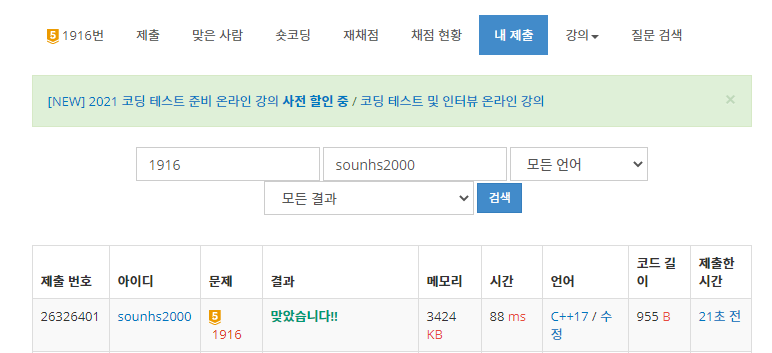 5 1916번 제출 맞은 사람 숏코딩 재채점 채점 현황 내 제출 강의 질문 검색
[NEW] 2021 코딩 테스트 준비 온라인 강의 사전 할인 중 / 코딩 테스트 및 인터뷰 온라인 강의 ×
1916 sounhs2000 모든 언어
모든 결과 검색
제출 번호 아이디 문제 결과 메모리 시간 언어 코드 길이 제출한 시간
26326401 sounhs2000 5 1916 맞았습니다!! 3424 KB 88 ms C++17 / 수정 955 B 21초 전